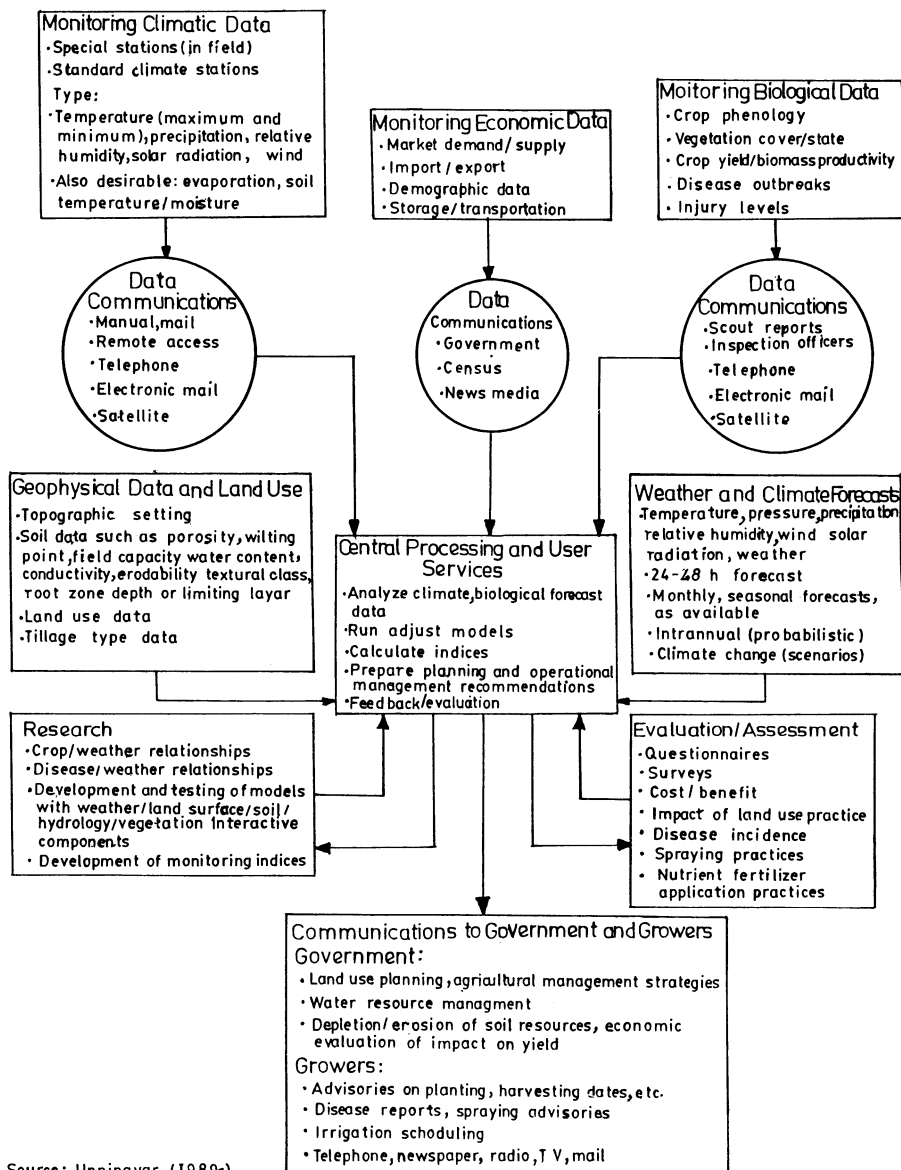 Monitoring Climatic Data
·Special stations (in field)
·Standard climate stations
Type:
·Temperature (maximum and
minimum), precipitation, relative
humidity, solar radiation, wind
·Also desirable: evaporation, soil
temperature/moisture
Monitoring Economic Data
·Market demand/supply
·Import/export
·Demographic data
·Storage/transportation
Moitoring Biological Data
·Crop phenology
·Vegetation cover/state
·Crop yield/biomass productivity
·Disease outbreaks
·Injury levels
Data
Communications
·Manual, mail
·Remote access
·Telephone
·Electronic mail
·Satellite
Data
Communications
·Government
·Census
·News media
Data
Communications
·Scout reports
·Inspection officers
·Telephone
·Electronic mail
·Satellite
Geophysical Data and Land Use
·Topographic setting
·Soil data such as porosity, wilting
point, field capacity water content,
conductivity, erodability textural class,
root zone depth or limiting layar
·Land use data
·Tillage type data
Central Processing and User
Services
·Analyze climate, biological forecast
data
·Run adjust models
·Calculate indices
·Prepare planning and operational
management recommendations
·Feedback/evaluation
Weather and Climate Forecasts
·Temperature, pressure, precipitation
relative humidity, wind solar
radiation, weather
·24-48 h forecast
·Monthly, seasonal forecasts,
as available
·Intrannual (probabilistic)
·Climate change (scenarios)
Research
·Crop/weather relationships
·Disease/weather relationships
·Development and testing of models
with weather/land surface/soil/
hydrology/vegetation interactive
components
·Development of monitoring indices
Evaluation/Assessment
·Questionnaires
·Surveys
·Cost/benefit
·Impact of land use practice
·Disease incidence
·Spraying practices
·Nutrient fertilizer
application practices
Communications to Government and Growers
Government:
·Land use planning, agricultural management strategies
·Water resource managment
·Depletion/erosion of soil resources, economic
evaluation of impact on yield
Growers:
·Advisories on planting, harvesting dates, etc.
·Disease reports, spraying advisories
·Irrigation schoduling
·Telephone, newspaper, radio, TV, mail
Source: